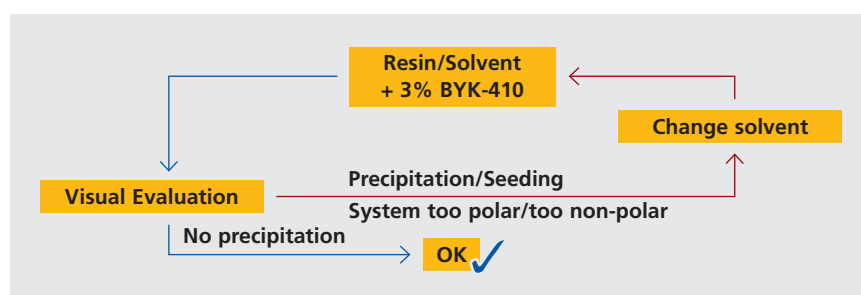 Resin/Solvent
+ 3% BYK-410
Change solvent
Visual Evaluation
Precipitation/Seeding
System too polar/too non-polar
No precipitation
OK